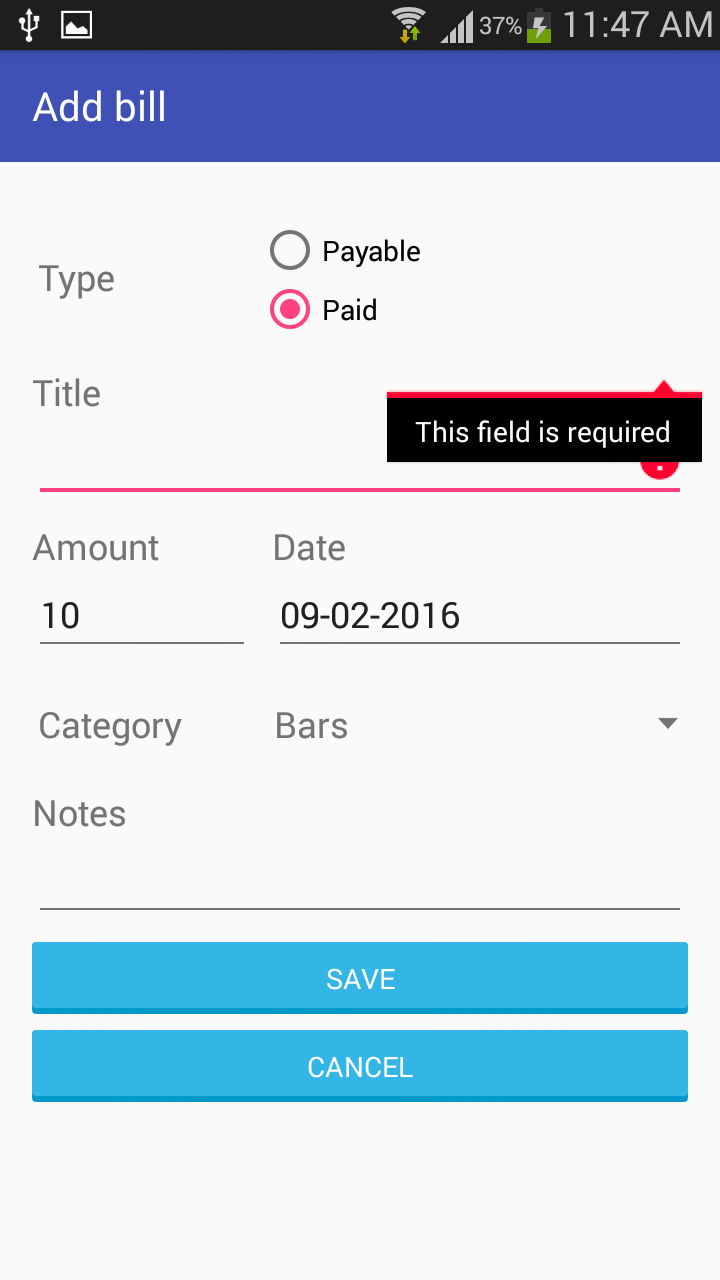 37% 11:47 AM
Add bill
Type
Payable
Paid
Title
This field is required
Amount Date
10 09-02-2016
Category Bars
Notes
SAVE
CANCEL